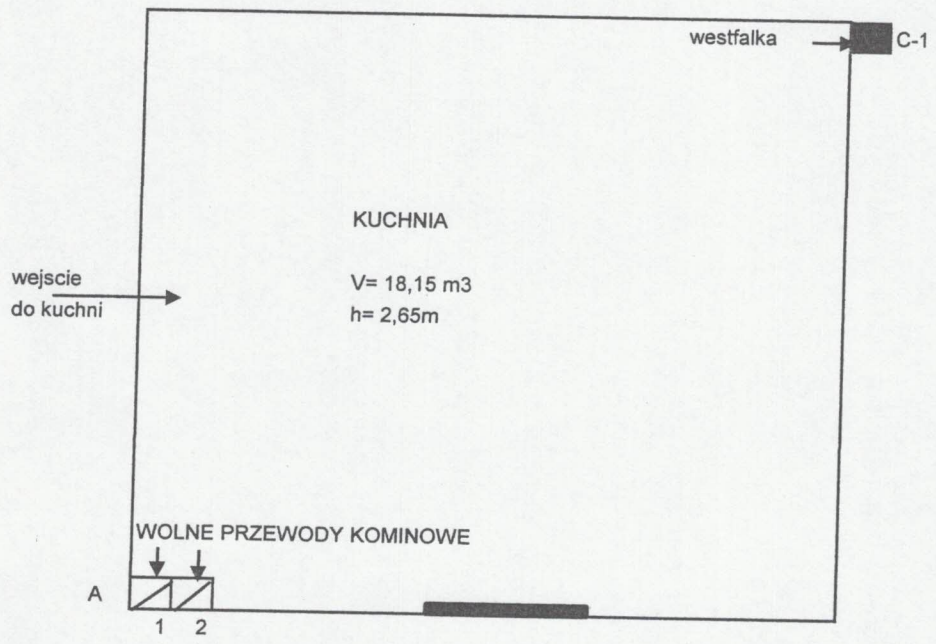 westfalka
C-1
KUCHNIA
V= 18,15 m3
h= 2,65m
wejscie
do kuchni
WOLNE PRZEWODY KOMINOWE
A
1 2